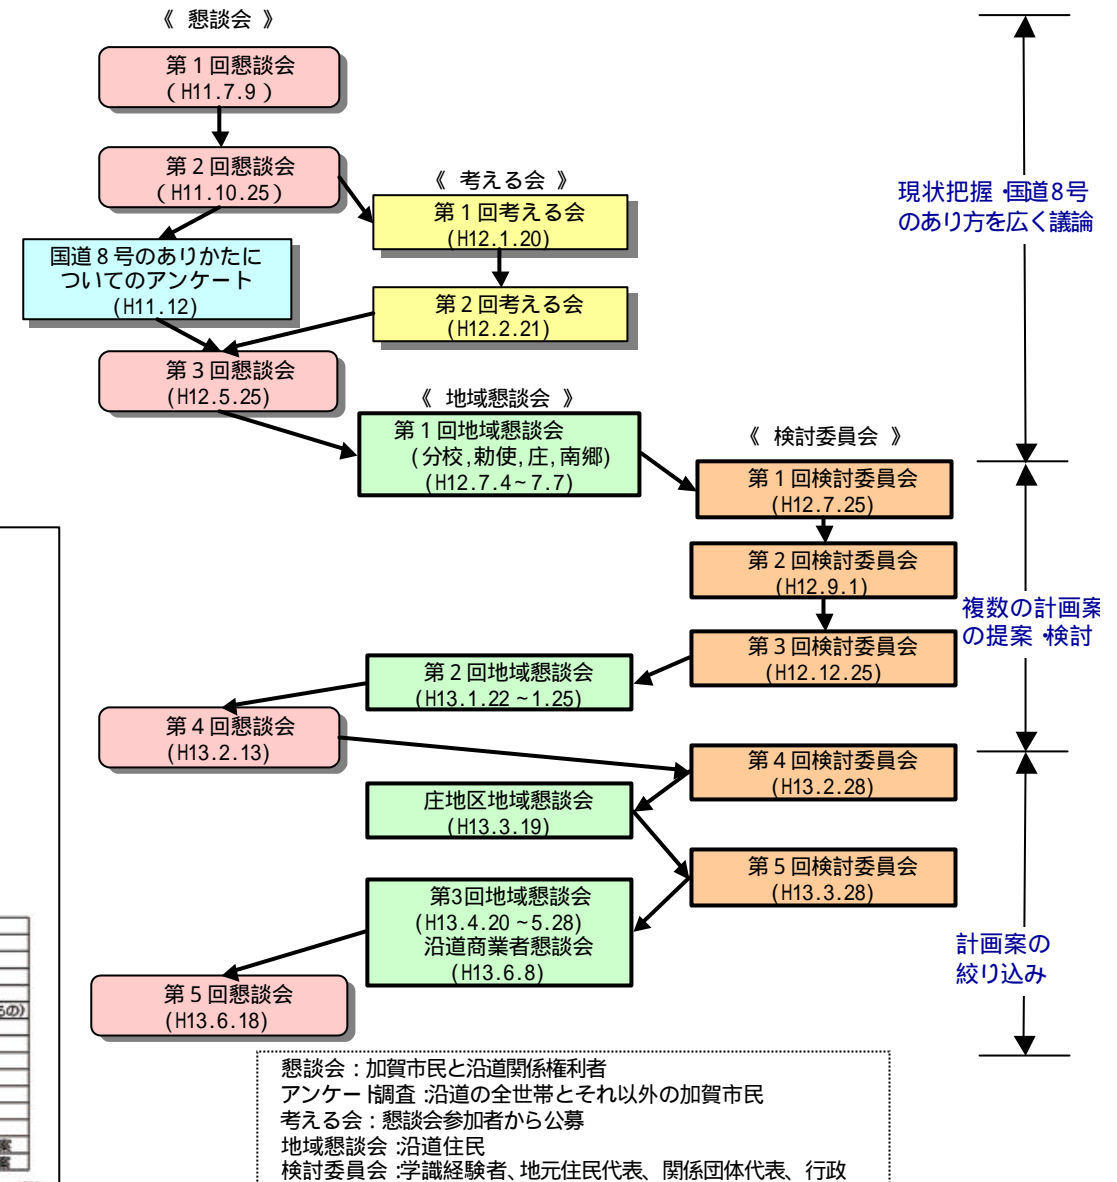 《 懇談会 》
第1回懇談会
(H11.7.9)
第2回懇談会
(H11.10.25)
《 考える会 》
第1回考える会
(H12.1.20)
国道8号のありかたに
ついてのアンケート
(H11.12)
第2回考える会
(H12.2.21)
第3回懇談会
(H12.5.25)
現状把握・国道8号
のあり方を広く議論
《 地域懇談会 》
第1回地域懇談会
(分校,勅使,庄,南郷)
(H12.7.4~7.7)
《 検討委員会 》
第1回検討委員会
(H12.7.25)
第2回検討委員会
(H12.9.1)
複数の計画案
の提案・検討
第3回検討委員会
(H12.12.25)
第2回地域懇談会
(H13.1.22~1.25)
第4回懇談会
(H13.2.13)
第4回検討委員会
(H13.2.28)
庄地区地域懇談会
(H13.3.19)
第5回検討委員会
(H13.3.28)
第3回地域懇談会
(H13.4.20~5.28)
沿道商業者懇談会
(H13.6.8)
計画案の
絞り込み
第5回懇談会
(H13.6.18)
もの)
案
案
懇談会:加賀市民と沿道関係権利者
アンケート調査:沿道の全世帯とそれ以外の加賀市民
考える会:懇談会参加者から公募
地域懇談会:沿道住民
検討委員会:学識経験者、地元住民代表、関係団体代表、行政